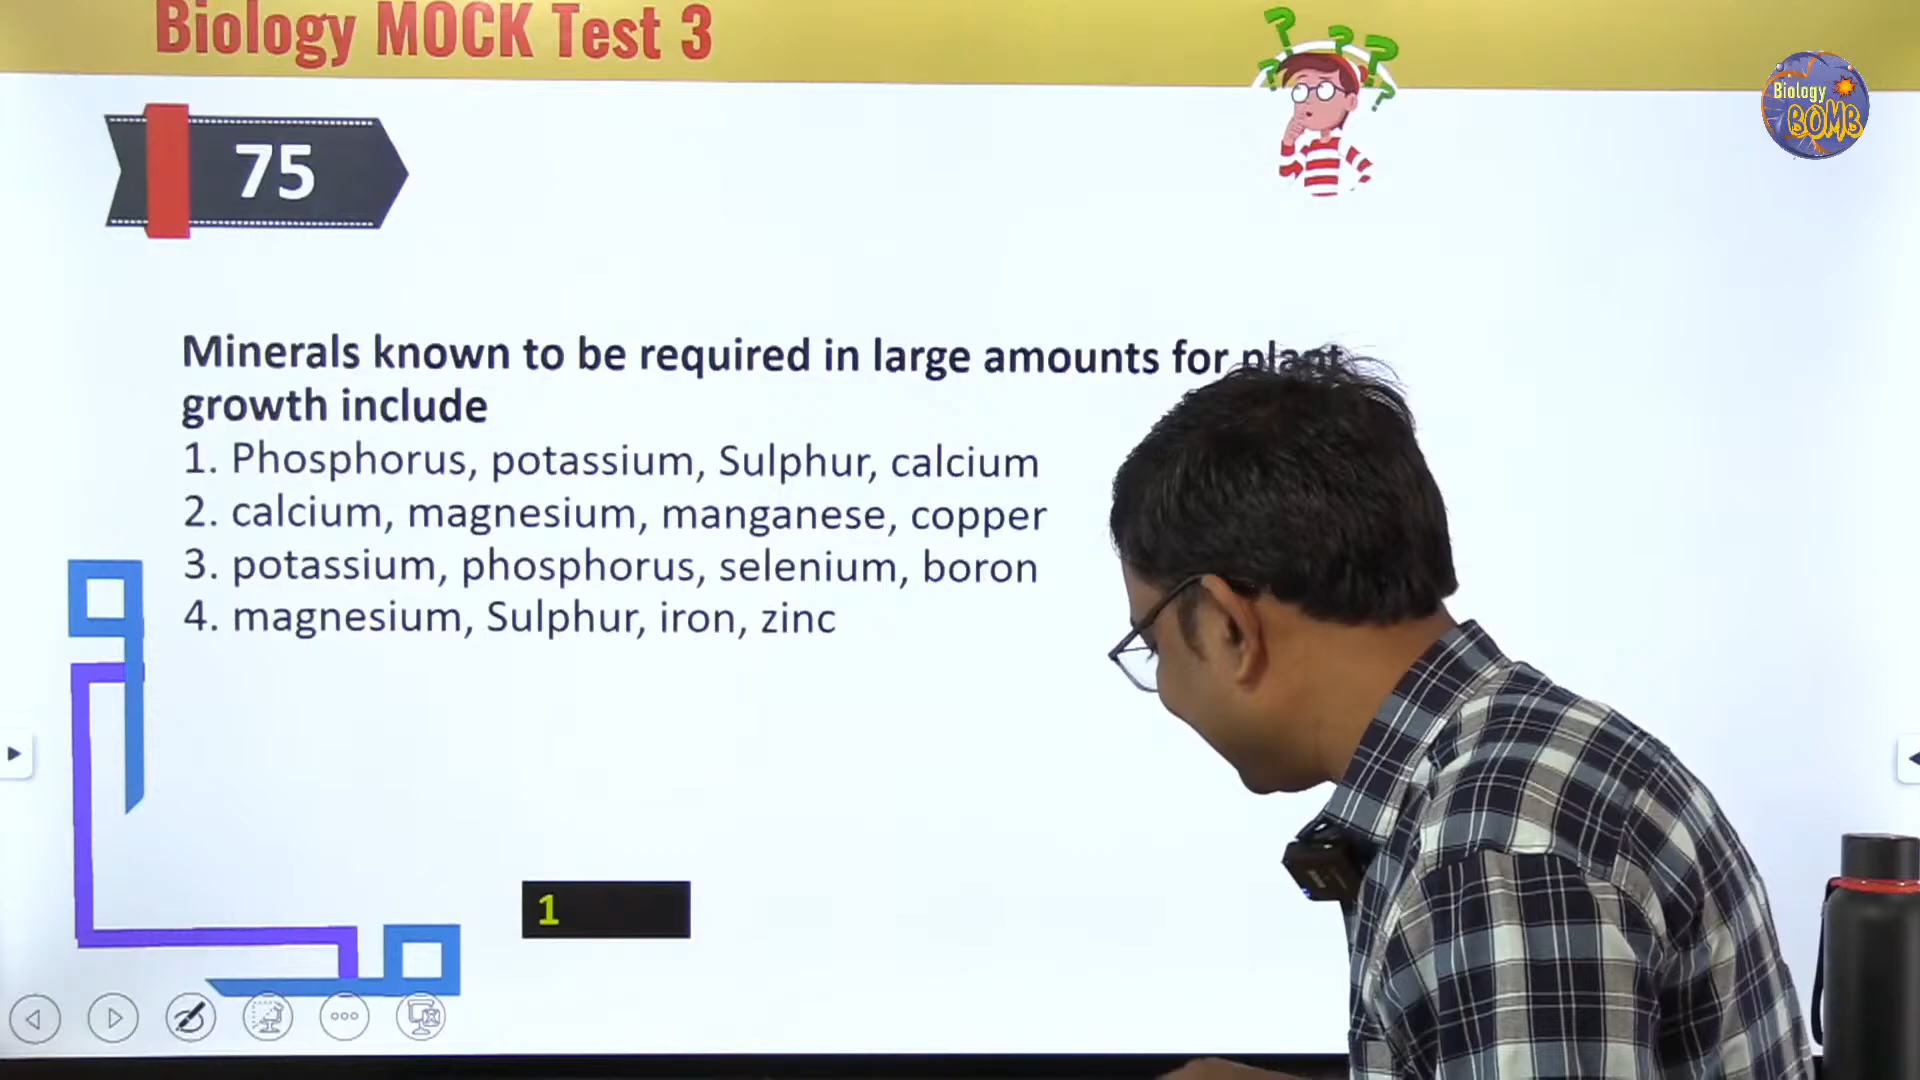 Biology MOCK Test 3
Biology
BOMB
75
Minerals known to be required in large amounts for plant
growth include
1. Phosphorus, potassium, Sulphur, calcium
2. calcium, magnesium, manganese, copper
3. potassium, phosphorus, selenium, boron
4. magnesium, Sulphur, iron, zinc
1